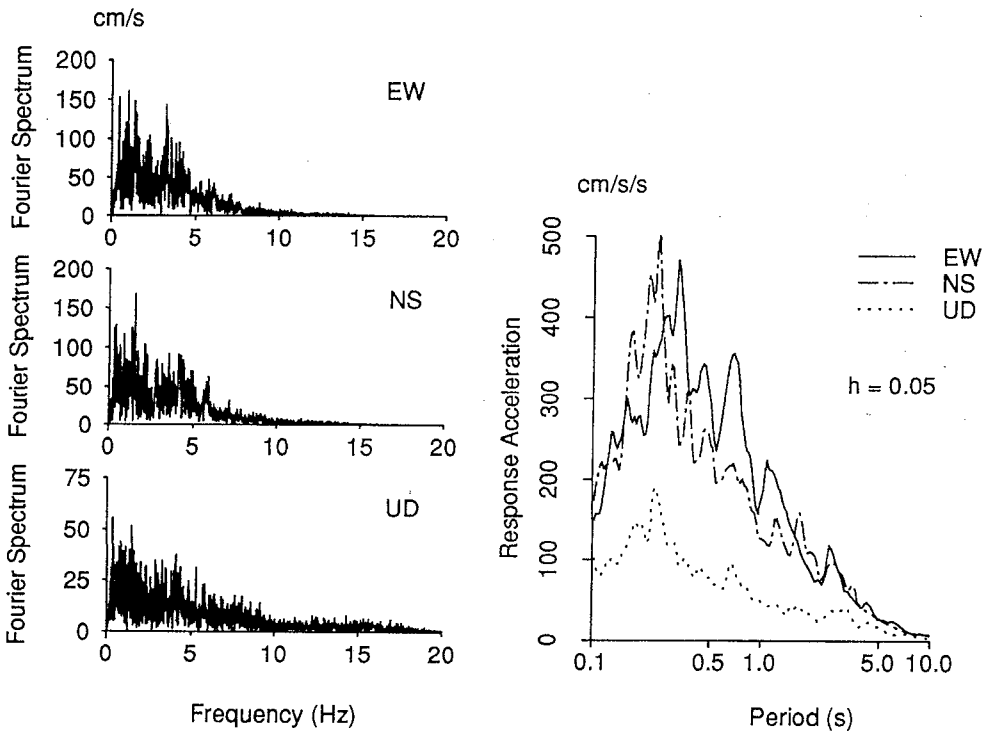 cm/s
Fourier Spectrum
200
150
100
50
0
EW
0 5 10 15 20
Fourier Spectrum
200
150
100
50
0
NS
0 5 10 15 20
Fourier Spectrum
75
50
25
0
UD
0 5 10 15 20
Frequency (Hz)
cm/s/s
Response Acceleration
500
400
300
200
100
0
EW
NS
UD
h = 0.05
0.1 0.5 1.0 5.0 10.0
Period (s)